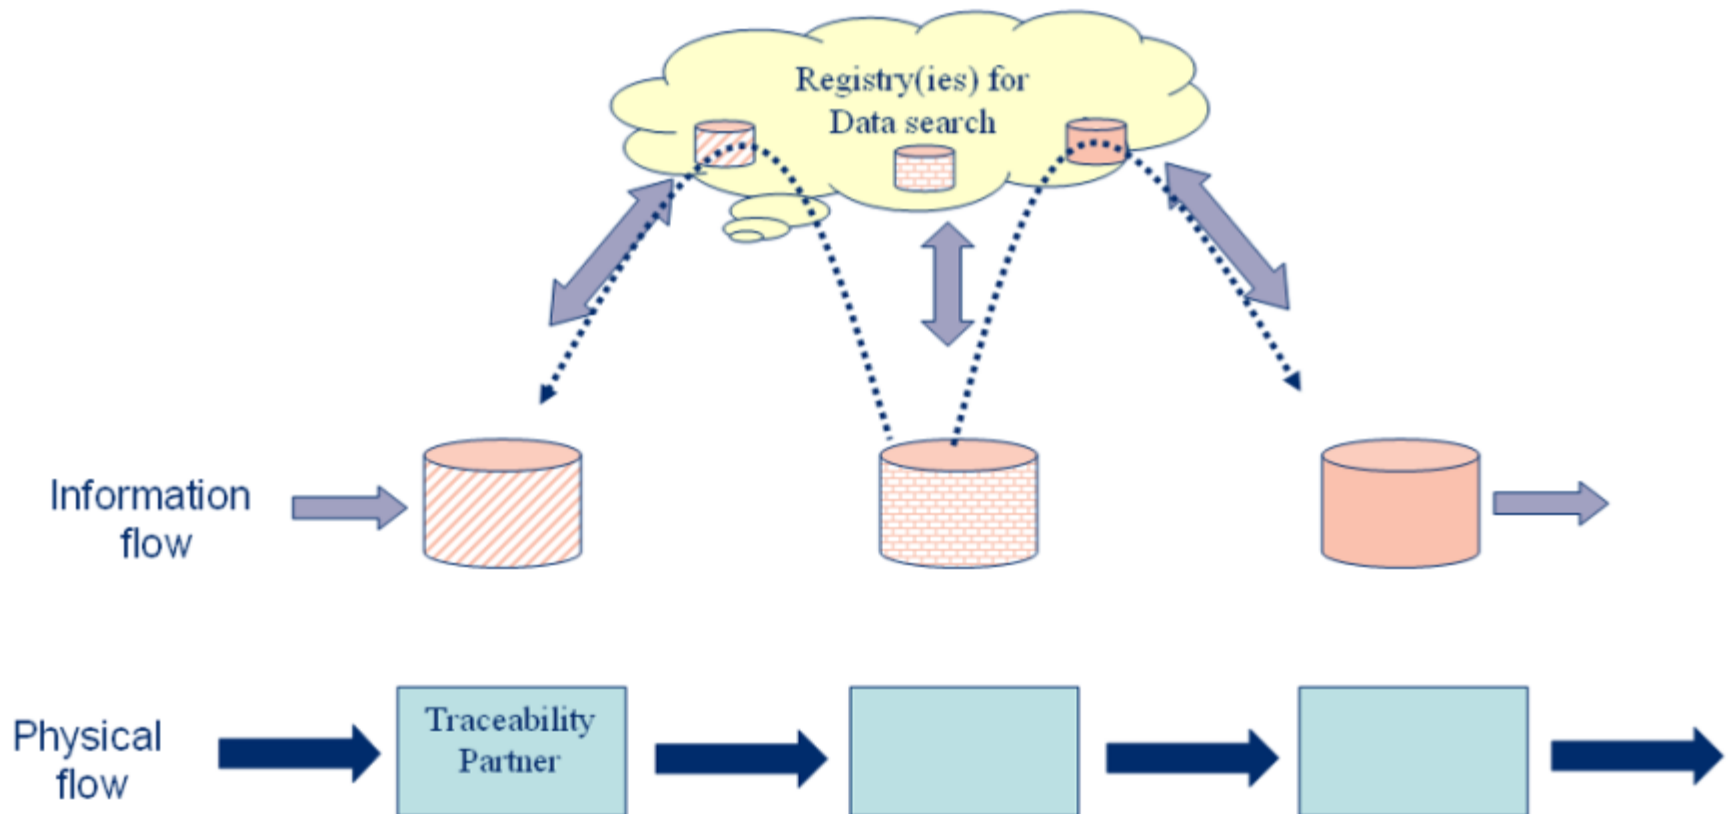 Registry(ies) for
Data search
Information
flow
Traceability
Partner
Physical
flow